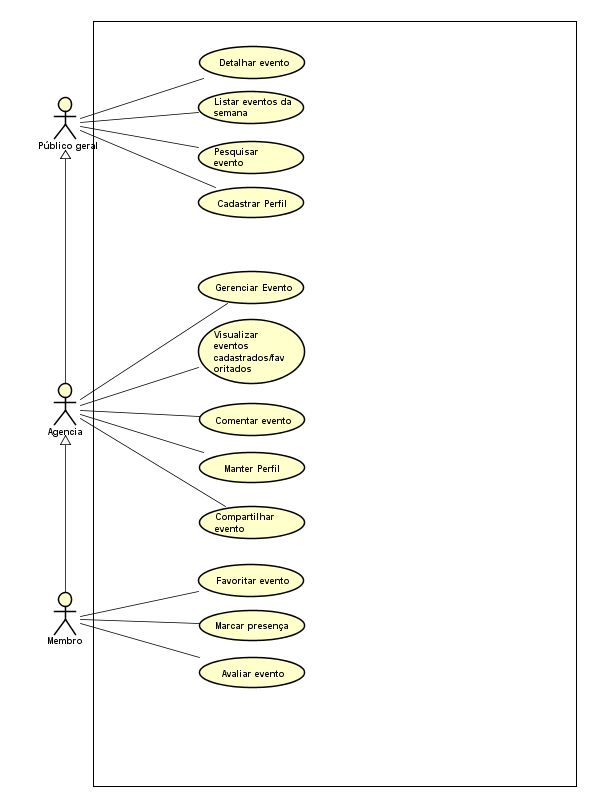 Detalhar evento
Listar eventos da
semana
Público geral
Pesquisar
evento
Cadastrar Perfil
Gerenciar Evento
Visualizar
eventos
cadastrados/fav
oritados
Agencia
Comentar evento
Manter Perfil
Compartilhar
evento
Favoritar evento
Membro
Marcar presença
Avaliar evento